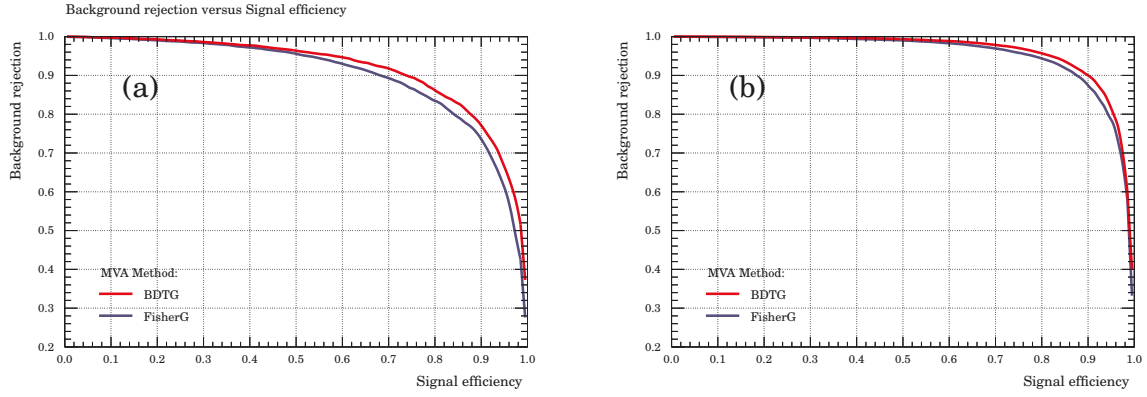 Background rejection versus Signal efficiency
Background rejection
1.0
0.9
0.8
0.7
0.6
0.5
0.4
0.3
0.2
(a)
MVA Method:
BDTG
FisherG
0.0 0.1 0.2 0.3 0.4 0.5 0.6 0.7 0.8 0.9 1.0
Signal efficiency
Background rejection
1.0
0.9
0.8
0.7
0.6
0.5
0.4
0.3
0.2
(b)
MVA Method:
BDTG
FisherG
0.0 0.1 0.2 0.3 0.4 0.5 0.6 0.7 0.8 0.9 1.0
Signal efficiency